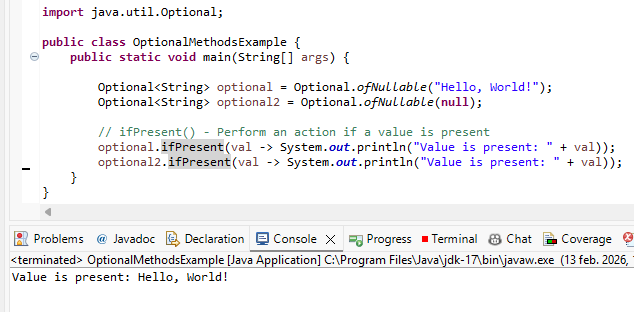 import java.util.Optional;
public class OptionalMethodsExample {
public static void main(String[] args) {
Optional<String> optional = Optional.ofNullable("Hello, World!");
Optional<String> optional2 = Optional.ofNullable(null);
// ifPresent() - Perform an action if a value is present
optional.ifPresent(val -> System.out.println("Value is present: " + val));
optional2.ifPresent(val -> System.out.println("Value is present: " + val));
}
}
Problems @ Javadoc Declaration Console Progress Terminal Chat Coverage
<terminated> OptionalMethodsExample [Java Application] C:\Program Files\Java\jdk-17\bin\javaw.exe (13 feb. 2026,
Value is present: Hello, World!